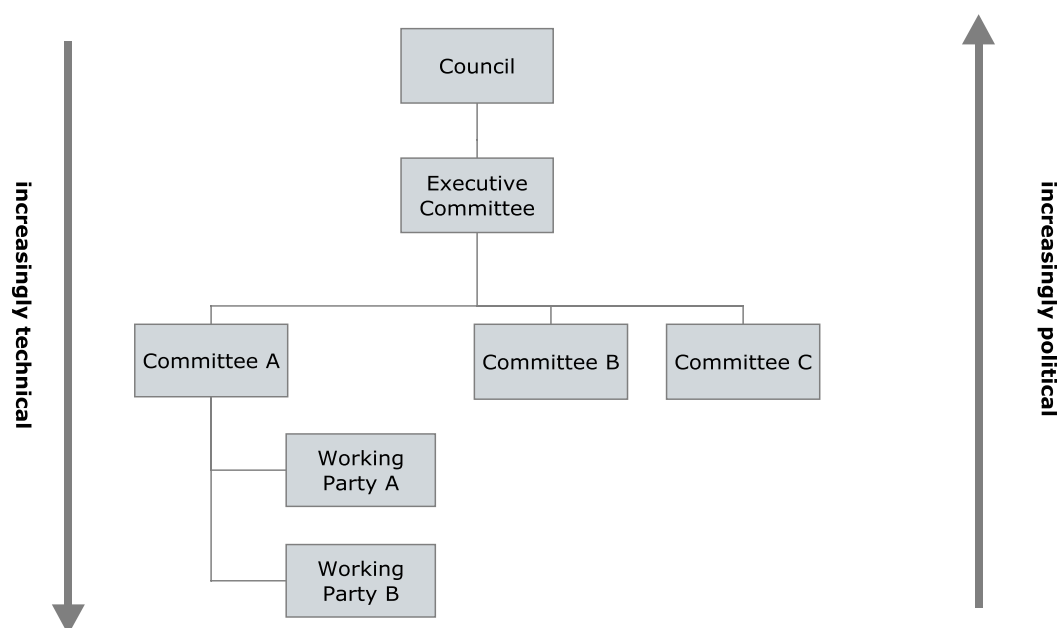 Council
Executive
Committee
increasingly technical
increasingly political
Committee A
Committee B
Committee C
Working
Party A
Working
Party B